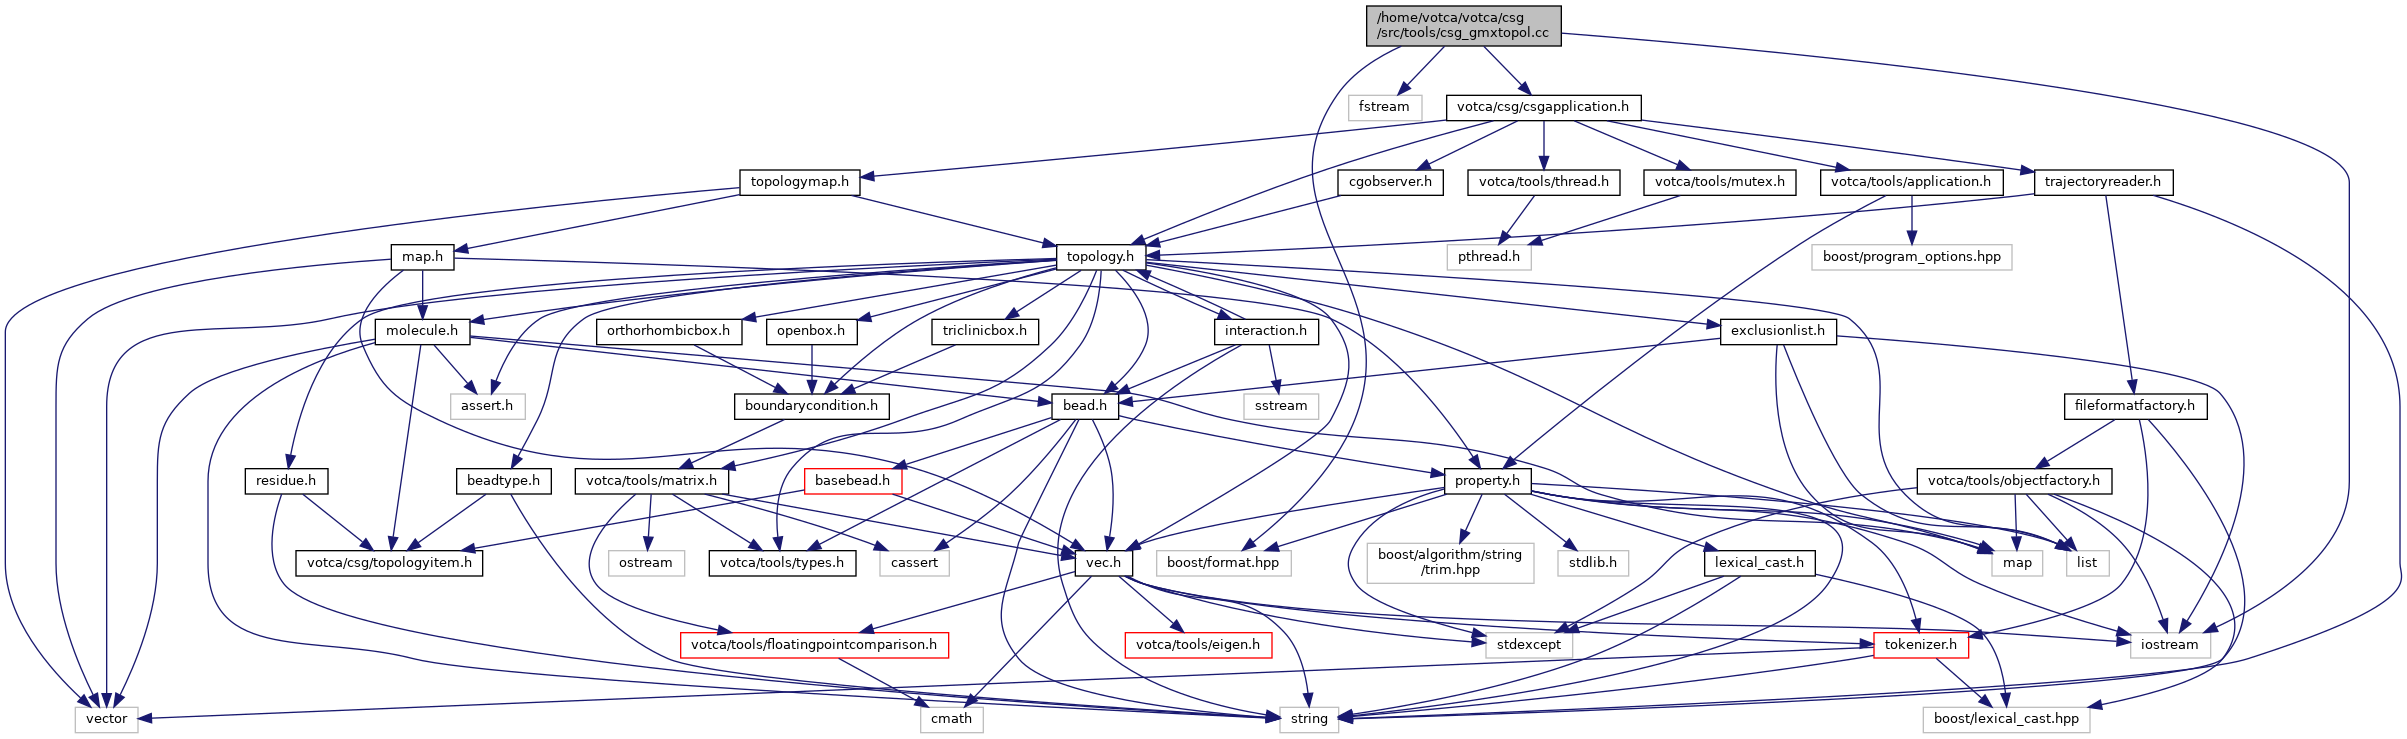 /home/votca/votca/csg
/src/tools/csg_gmxtopol.cc
fstream
votca/csg/csgapplication.h
topologymap.h
cgobserver.h
votca/tools/thread.h
votca/tools/mutex.h
votca/tools/application.h
trajectoryreader.h
map.h
topology.h
pthread.h
boost/program_options.hpp
molecule.h
orthorhombicbox.h
openbox.h
triclinicbox.h
interaction.h
exclusionlist.h
assert.h
boundarycondition.h
bead.h
sstream
fileformatfactory.h
residue.h
beadtype.h
votca/tools/matrix.h
basebead.h
property.h
votca/tools/objectfactory.h
votca/csg/topologyitem.h
ostream
votca/tools/types.h
cassert
vec.h
boost/format.hpp
boost/algorithm/string
/trim.hpp
stdlib.h
lexical_cast.h
map
list
votca/tools/floatingpointcomparison.h
votca/tools/eigen.h
stdexcept
tokenizer.h
iostream
vector
cmath
string
boost/lexical_cast.hpp